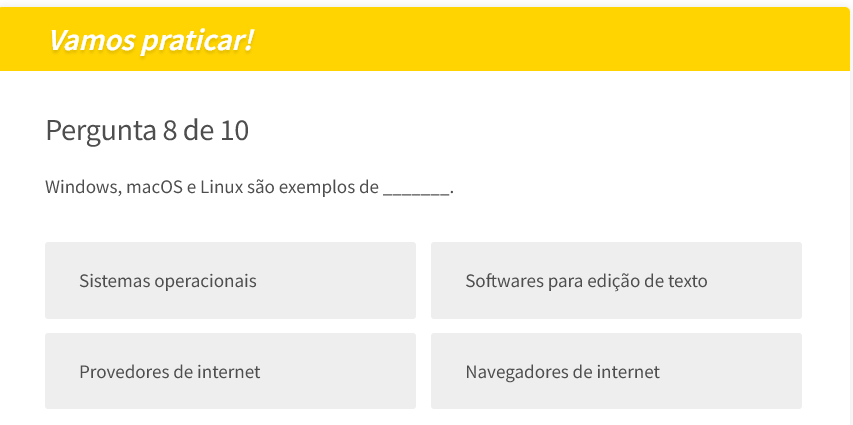 Vamos praticar!
Pergunta 8 de 10
Windows, macOS e Linux são exemplos de _______.
Sistemas operacionais
Softwares para edição de texto
Provedores de internet
Navegadores de internet